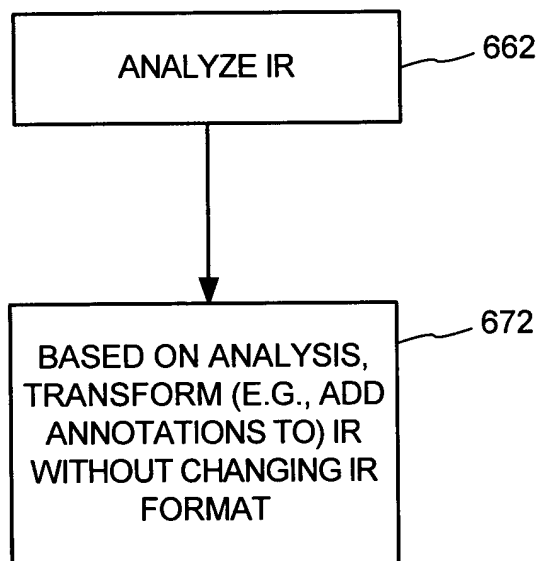 ANALYZE IR
662
672
BASED ON ANALYSIS,
TRANSFORM (E.G., ADD
ANNOTATIONS TO) IR
WITHOUT CHANGING IR
FORMAT